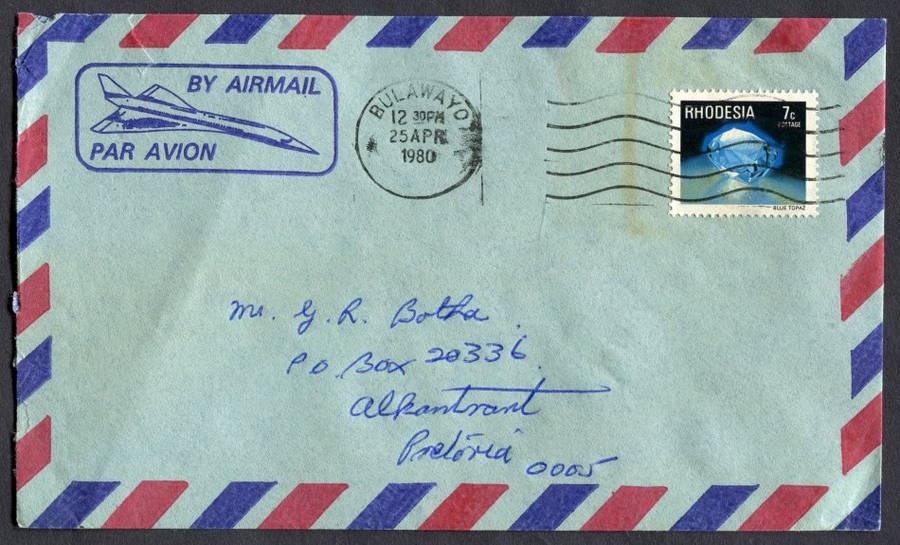 BY AIRMAIL
PAR AVION
BULAWAYO
12 30PM
25 APR
1980
RHODESIA 7c
POSTAGE
BLUE TOPAZ
Mr. G. R. Botha.
P O Box 20336
Alkantrant
Pretória 0005